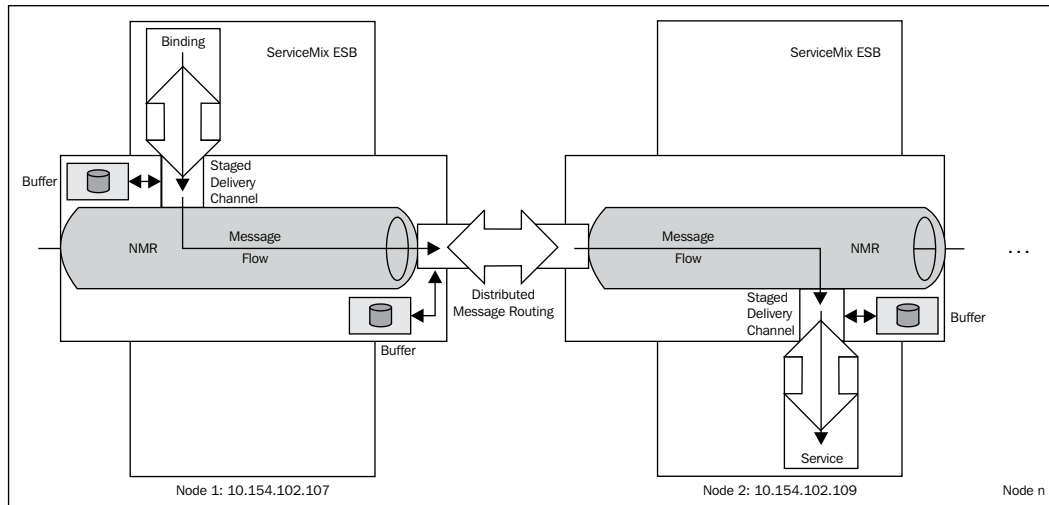 Binding
ServiceMix ESB
Buffer
Staged
Delivery
Channel
NMR
Message
Flow
Buffer
Distributed
Message Routing
ServiceMix ESB
Message
Flow
NMR
Staged
Delivery
Channel
Buffer
Service
...
Node 1: 10.154.102.107
Node 2: 10.154.102.109
Node n